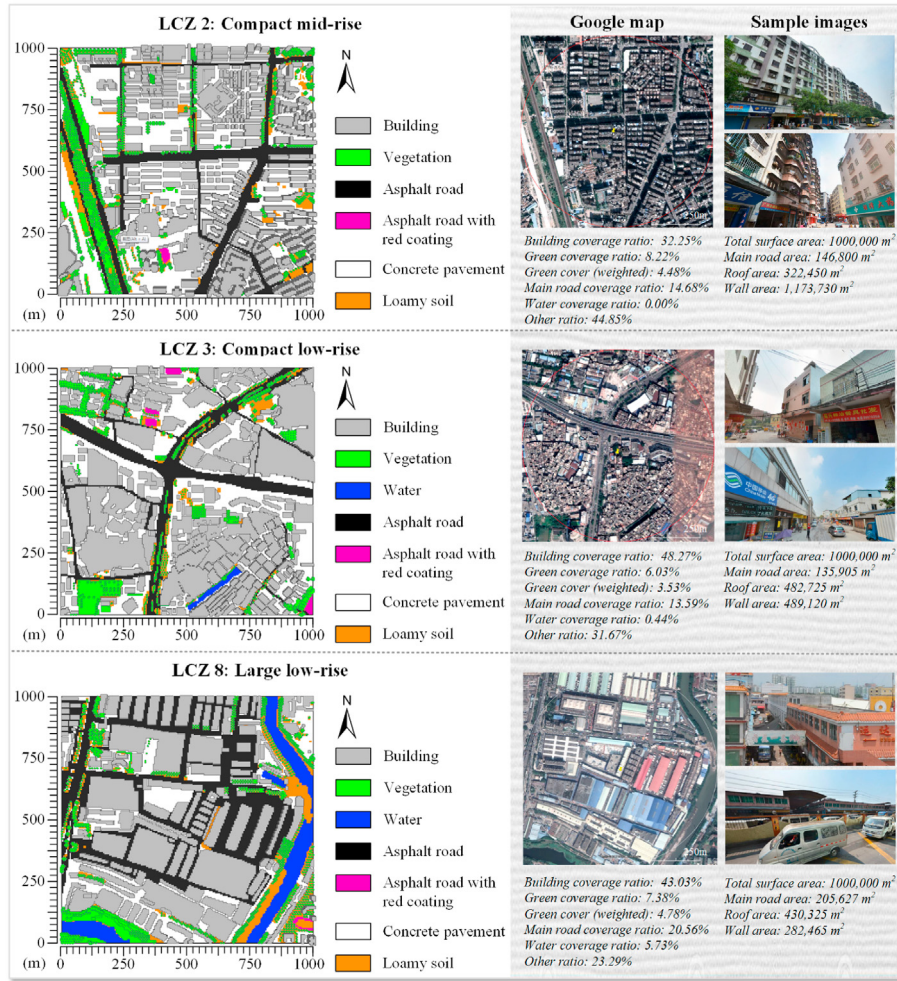 LCZ 2: Compact mid-rise
Google map
Sample images
1000
750
500
250
0
(m) 0 250 500 750 1000
N
Building
Vegetation
Asphalt road
Asphalt road with
red coating
Concrete pavement
Loamy soil
250m
Building coverage ratio: 32.25%
Green coverage ratio: 8.22%
Green cover (weighted): 4.48%
Main road coverage ratio: 14.68%
Water coverage ratio: 0.00%
Other ratio: 44.85%
Total surface area: 1000,000 m²
Main road area: 146,800 m²
Roof area: 322,450 m²
Wall area: 1,173,730 m²
LCZ 3: Compact low-rise
1000
750
500
250
0
(m) 0 250 500 750 1000
N
Building
Vegetation
Water
Asphalt road
Asphalt road with
red coating
Concrete pavement
Loamy soil
250m
中国移动
China Mobile
Building coverage ratio: 48.27%
Green coverage ratio: 6.03%
Green cover (weighted): 3.53%
Main road coverage ratio: 13.59%
Water coverage ratio: 0.44%
Other ratio: 31.67%
Total surface area: 1000,000 m²
Main road area: 135,905 m²
Roof area: 482,725 m²
Wall area: 489,120 m²
LCZ 8: Large low-rise
1000
750
500
250
0
(m) 0 250 500 750 1000
N
Building
Vegetation
Water
Asphalt road
Asphalt road with
red coating
Concrete pavement
Loamy soil
250m
Building coverage ratio: 43.03%
Green coverage ratio: 7.38%
Green cover (weighted): 4.78%
Main road coverage ratio: 20.56%
Water coverage ratio: 5.73%
Other ratio: 23.29%
Total surface area: 1000,000 m²
Main road area: 205,627 m²
Roof area: 430,325 m²
Wall area: 282,465 m²